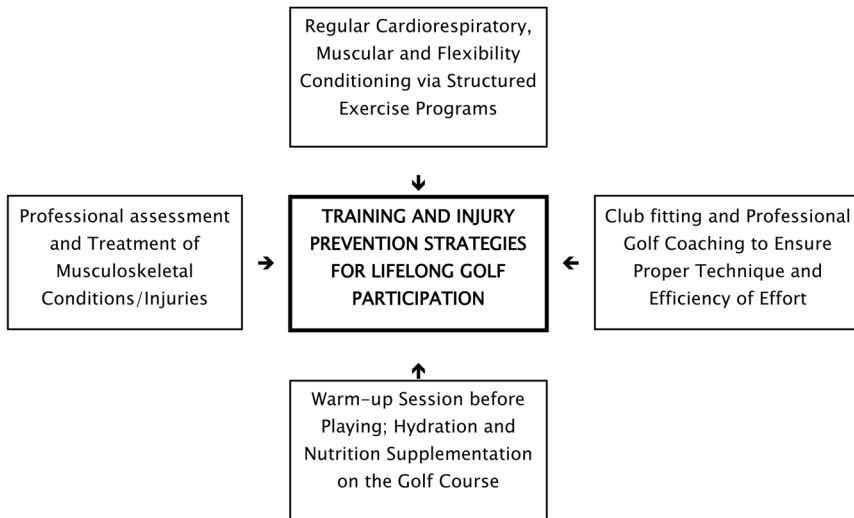 Regular Cardiorespiratory,
Muscular and Flexibility
Conditioning via Structured
Exercise Programs
Professional assessment
and Treatment of
Musculoskeletal
Conditions/Injuries
TRAINING AND INJURY
PREVENTION STRATEGIES
FOR LIFELONG GOLF
PARTICIPATION
Club fitting and Professional
Golf Coaching to Ensure
Proper Technique and
Efficiency of Effort
Warm-up Session before
Playing; Hydration and
Nutrition Supplementation
on the Golf Course